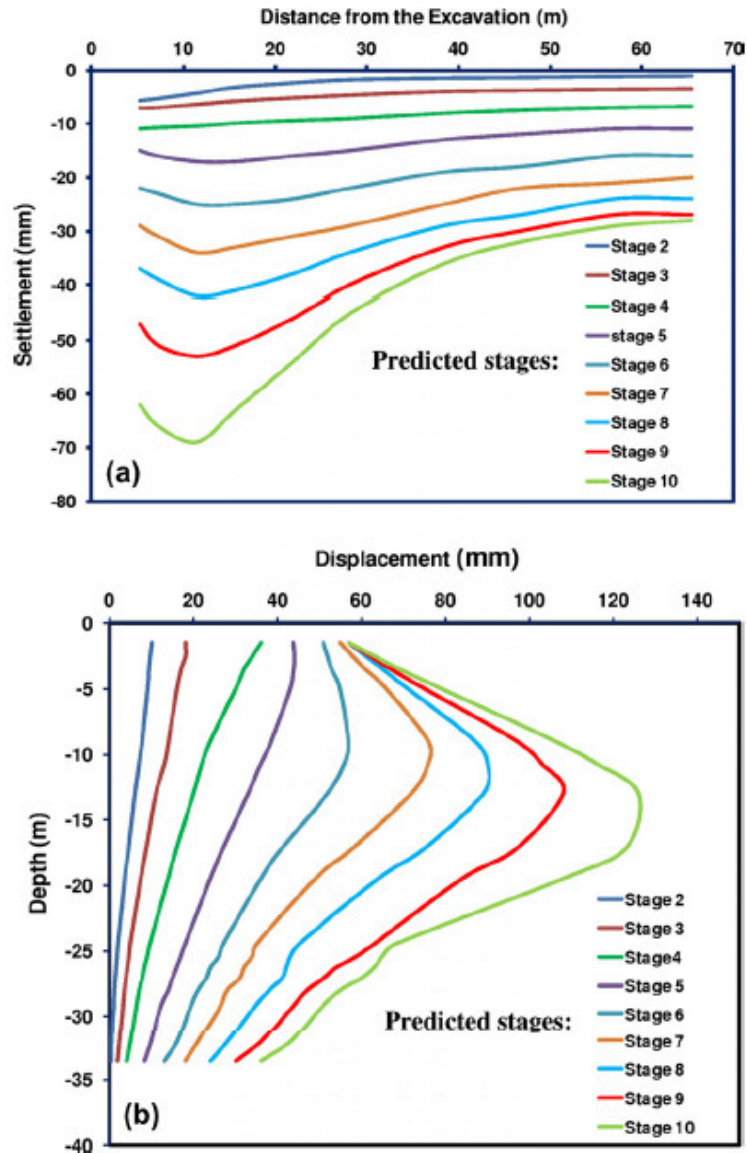 Distance from the Excavation (m)
0 10 20 30 40 50 60 70
0
-10
-20
-30
-40
-50
-60
-70
-80
Settlement (mm)
Predicted stages:
Stage 2
Stage 3
Stage 4
stage 5
Stage 6
Stage 7
Stage 8
Stage 9
Stage 10
(a)
Displacement (mm)
0 20 40 60 80 100 120 140
0
-5
-10
-15
-20
-25
-30
-35
-40
Depth (m)
Predicted stages:
Stage 2
Stage 3
Stage4
Stage 5
Stage 6
Stage 7
Stage 8
Stage 9
Stage 10
(b)